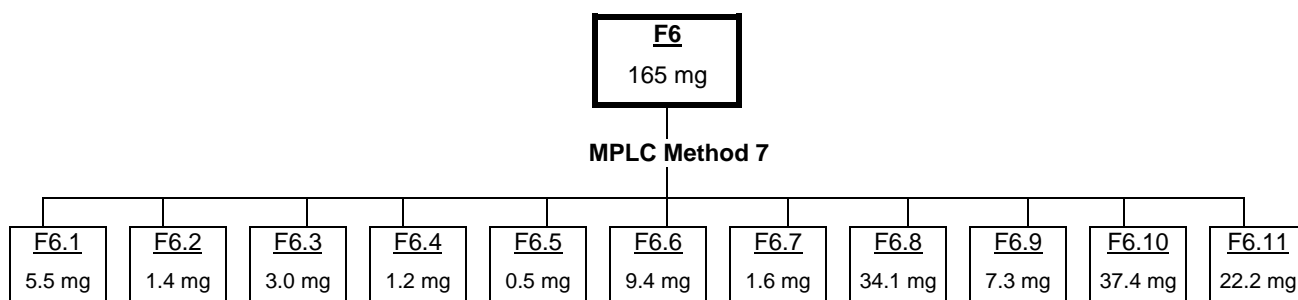 F6
165 mg
MPLC Method 7
F6.1 F6.2 F6.3 F6.4 F6.5 F6.6 F6.7 F6.8 F6.9 F6.10 F6.11
5.5 mg 1.4 mg 3.0 mg 1.2 mg 0.5 mg 9.4 mg 1.6 mg 34.1 mg 7.3 mg 37.4 mg 22.2 mg